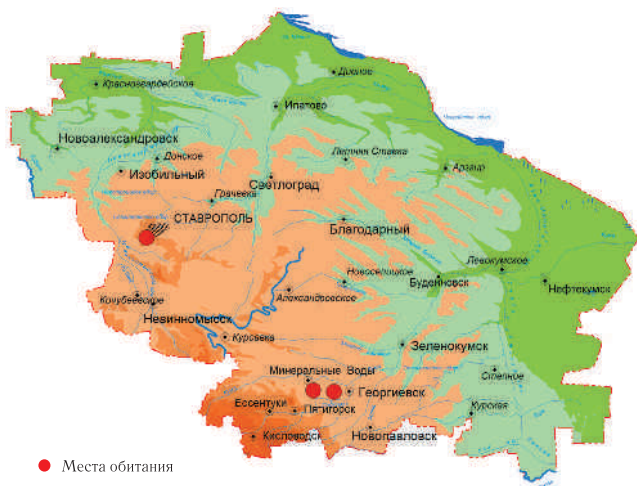 Дивное
Красногвардейское
Ипатово
Новоалександровск
Донское
Летняя Ставка
Изобильный
Арзгир
Светлоград
Грачевка
СТАВРОПОЛЬ
Благодарный
Левокумское
Новоселицкое
Буденновск
Нефтекумск
Кочубеевское
Александровское
Невинномысск
Курсавка
Зеленокумск
Минеральные Воды
Степное
Георгиевск
Ессентуки
Пятигорск
Курская
Кисловодск
Новопавловск
Места обитания